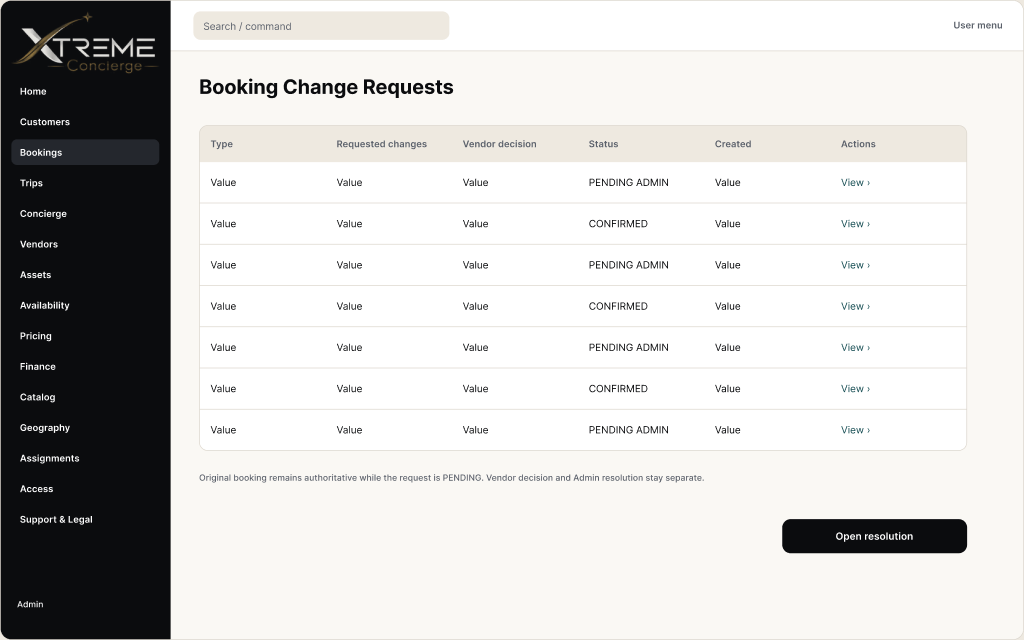 XTREME
Concierge
Search / command
User menu
Home
Customers
Bookings
Trips
Concierge
Vendors
Assets
Availability
Pricing
Finance
Catalog
Geography
Assignments
Access
Support & Legal
Admin
Booking Change Requests
Type Requested changes Vendor decision Status Created Actions
Value Value Value PENDING ADMIN Value View ›
Value Value Value CONFIRMED Value View ›
Value Value Value PENDING ADMIN Value View ›
Value Value Value CONFIRMED Value View ›
Value Value Value PENDING ADMIN Value View ›
Value Value Value CONFIRMED Value View ›
Value Value Value PENDING ADMIN Value View ›
Original booking remains authoritative while the request is PENDING. Vendor decision and Admin resolution stay separate.
Open resolution